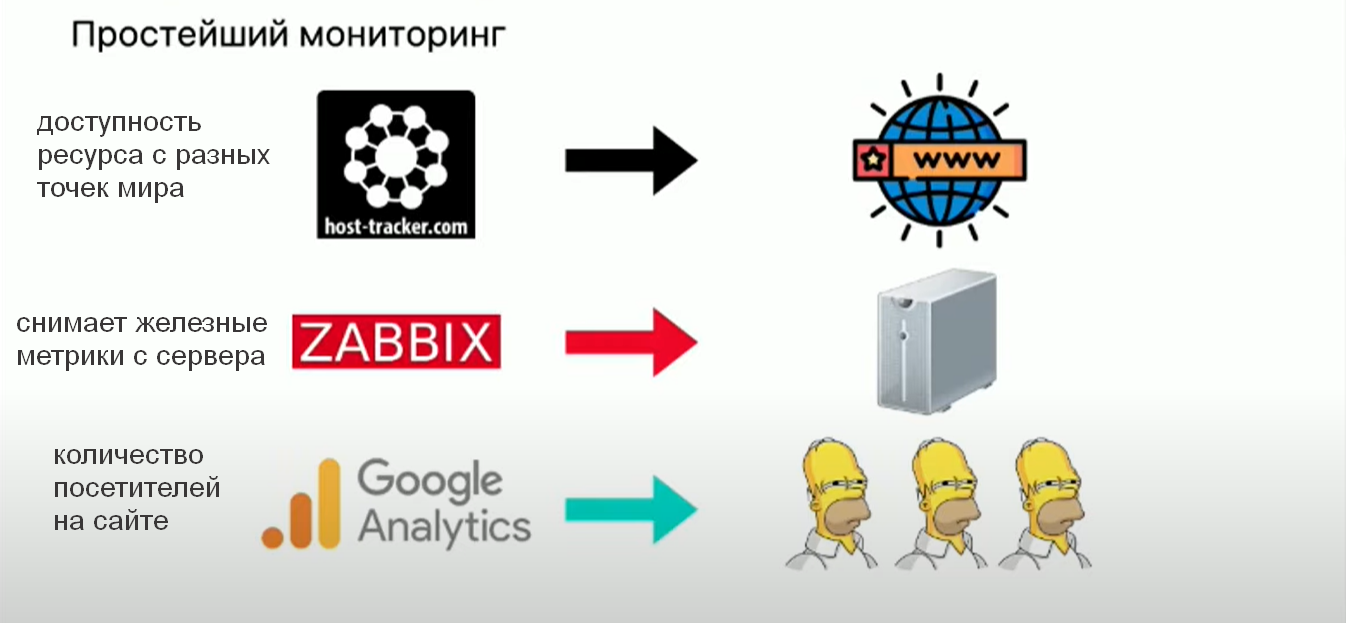 Простейший мониторинг
доступность
ресурса с разных
точек мира
host-tracker.com
www
снимает железные
метрики с сервера
ZABBIX
количество
посетителей
на сайте
Google
Analytics